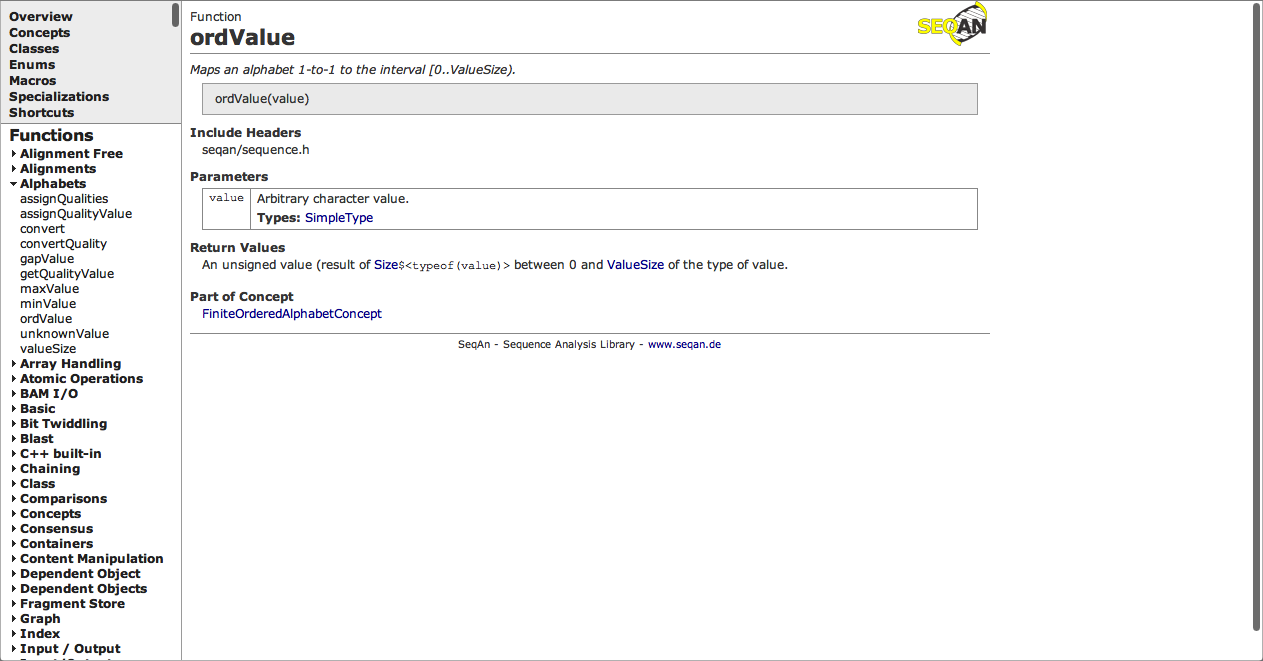 Overview
Concepts
Classes
Enums
Macros
Specializations
Shortcuts
Functions
Alignment Free
Alignments
Alphabets
assignQualities
assignQualityValue
convert
convertQuality
gapValue
getQualityValue
maxValue
minValue
ordValue
unknownValue
valueSize
Array Handling
Atomic Operations
BAM I/O
Basic
Bit Twiddling
Blast
C++ built-in
Chaining
Class
Comparisons
Concepts
Consensus
Containers
Content Manipulation
Dependent Object
Dependent Objects
Fragment Store
Graph
Index
Input / Output
Function
SEQAN
ordValue
Maps an alphabet 1-to-1 to the interval [0..ValueSize).
ordValue(value)
Include Headers
seqan/sequence.h
Parameters
value Arbitrary character value.
Types: SimpleType
Return Values
An unsigned value (result of Size$<typeof(value)> between 0 and ValueSize of the type of value.
Part of Concept
FiniteOrderedAlphabetConcept
SeqAn - Sequence Analysis Library - www.seqan.de